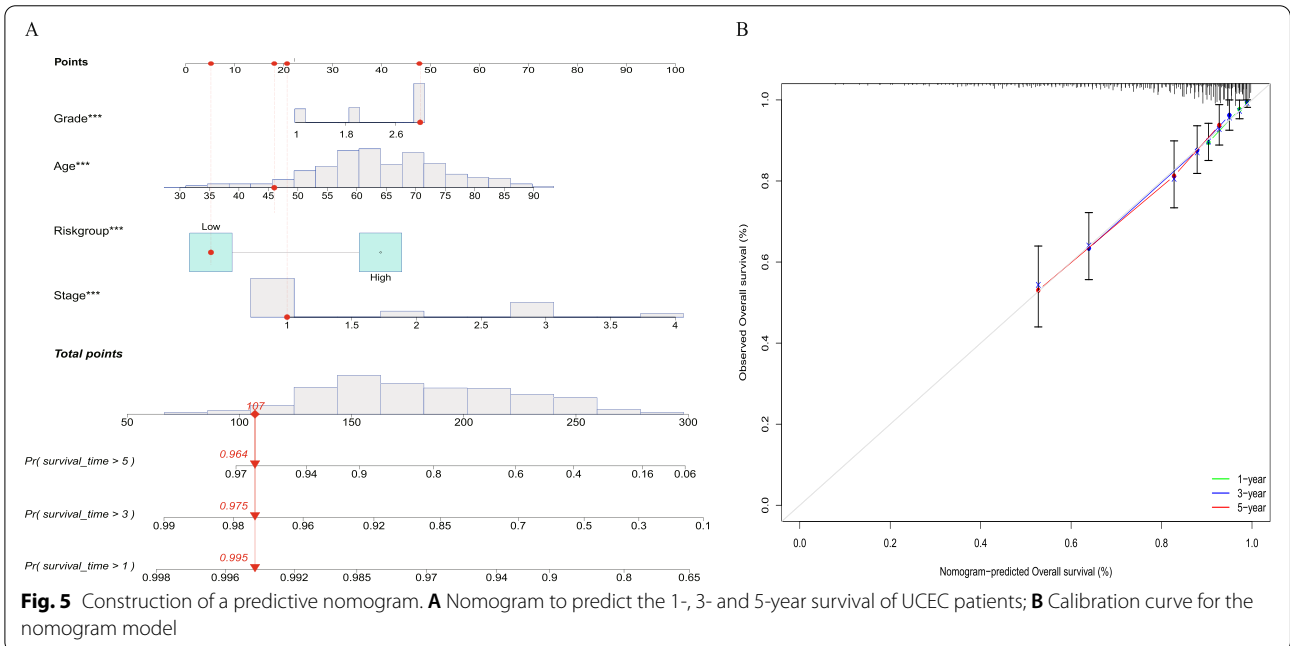 A
Points
0 10 20 30 40 50 60 70 80 90 100
Grade***
1 1.8 2.6
Age***
30 35 40 45 50 55 60 65 70 75 80 85 90
Riskgroup***
Low
High
Stage***
1 1.5 2 2.5 3 3.5 4
Total points
107
50 100 150 200 250 300
0.964
Pr( survival_time > 5 )
0.97 0.94 0.9 0.8 0.6 0.4 0.16 0.06
0.975
Pr( survival_time > 3 )
0.99 0.98 0.96 0.92 0.85 0.7 0.5 0.3 0.1
0.995
Pr( survival_time > 1 )
0.998 0.996 0.992 0.985 0.97 0.94 0.9 0.8 0.65
B
Observed Overall survival (%)
1.0
0.8
0.6
0.4
0.2
0.0
1-year
3-year
5-year
0.0 0.2 0.4 0.6 0.8 1.0
Nomogram-predicted Overall survival (%)
Fig. 5 Construction of a predictive nomogram. A Nomogram to predict the 1-, 3- and 5-year survival of UCEC patients; B Calibration curve for the
nomogram model